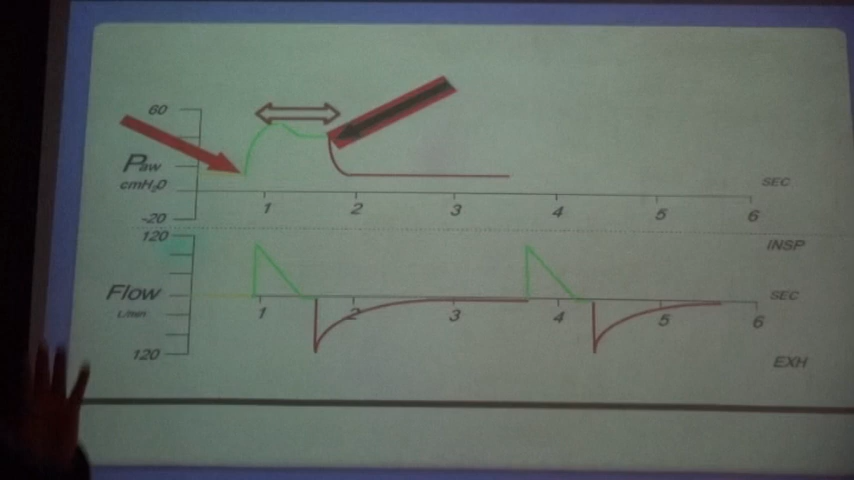 60
Paw
cmH2O
SEC
-20
1 2 3 4 5 6
120
INSP
Flow
SEC
L/min
1 2 3 4 5 6
120
EXH